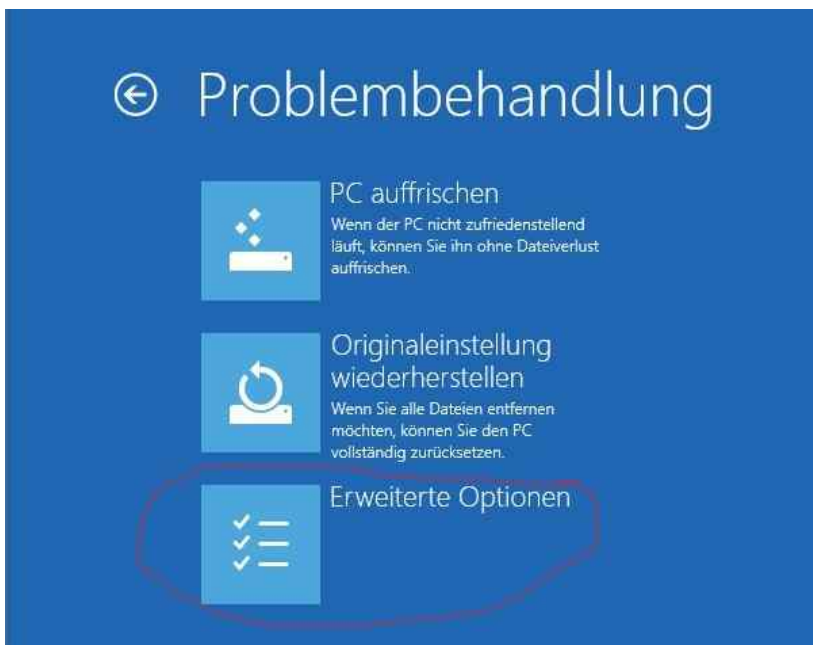 Problembehandlung
PC auffrischen
Wenn der PC nicht zufriedenstellend
läuft, können Sie ihn ohne Dateiverlust
auffrischen.
Originaleinstellung
wiederherstellen
Wenn Sie alle Dateien entfernen
möchten, können Sie den PC
vollständig zurücksetzen.
Erweiterte Optionen